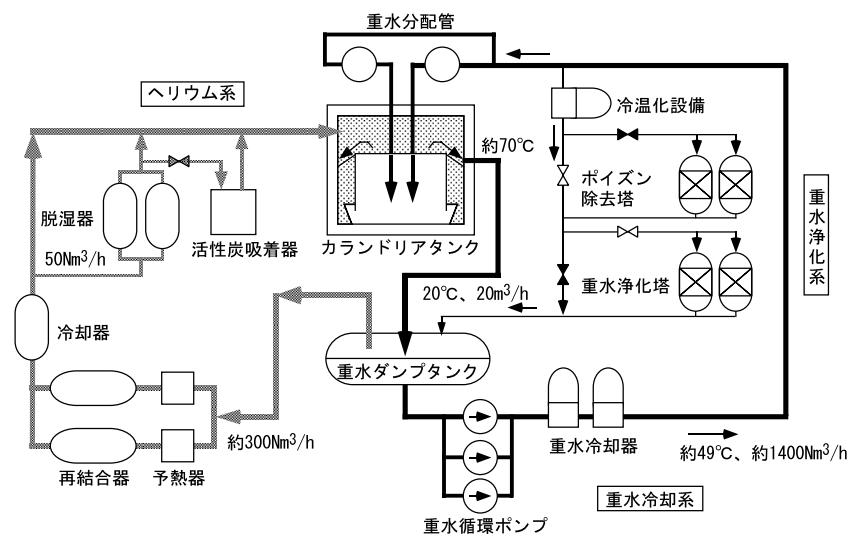 重水分配管
ヘリウム系
冷温化設備
約70℃
脱湿器
ポイズン
除去塔
重水浄化系
活性炭吸着器
カランドリアタンク
50Nm³/h
重水浄化塔
20℃、20m³/h
冷却器
重水ダンプタンク
約300Nm³/h
再結合器
予熱器
重水冷却器
約49℃、約1400Nm³/h
重水冷却系
重水循環ポンプ